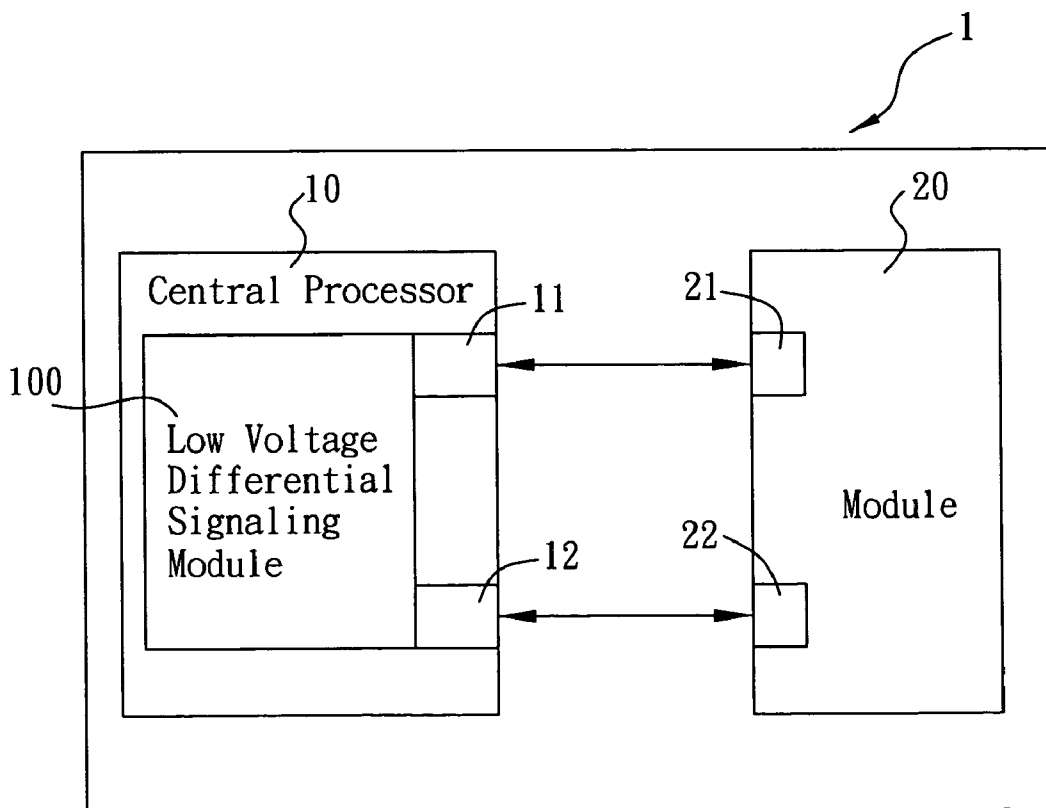 1
10
20
Central Processor
11
21
100
Low Voltage
Differential
Signaling
Module
Module
12
22